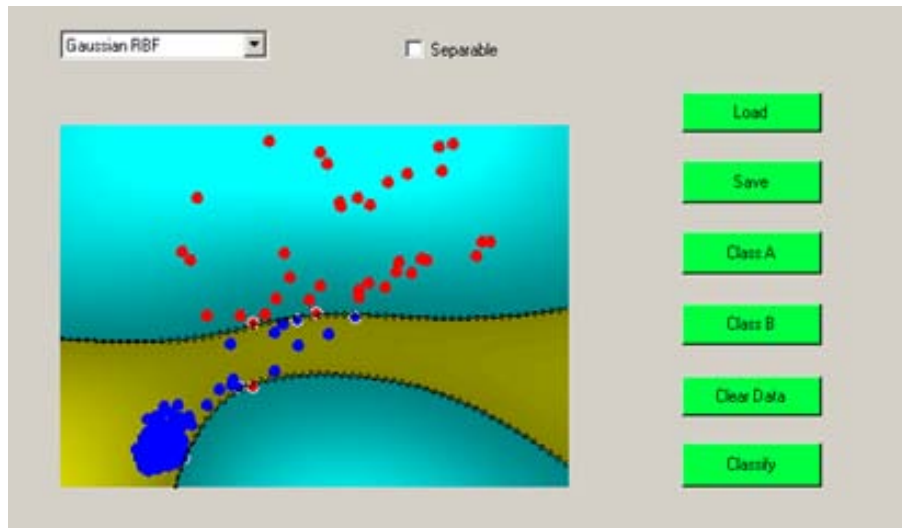 Gaussian RBF
Separable
Load
Save
Class A
Class B
Clear Data
Classify